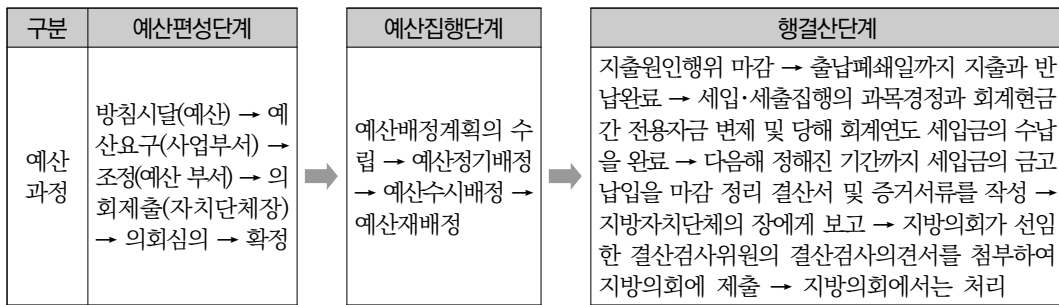 구분
예산편성단계
예산집행단계
행결산단계
예산
과정
방침시달(예산) → 예
산요구(사업부서) →
조정(예산 부서) → 의
회제출(자치단체장)
→ 의회심의 → 확정
예산배정계획의 수
립 → 예산정기배정
→ 예산수시배정 →
예산재배정
지출원인행위 마감 → 출납폐쇄일까지 지출과 반
납완료 → 세입·세출집행의 과목경정과 회계현금
간 전용자금 변제 및 당해 회계연도 세입금의 수납
을 완료 → 다음해 정해진 기간까지 세입금의 금고
납입을 마감 정리 결산서 및 증거서류를 작성 →
지방자치단체의 장에게 보고 → 지방의회가 선임
한 결산검사위원의 결산검사의견서를 첨부하여
지방의회에 제출 → 지방의회에서는 처리